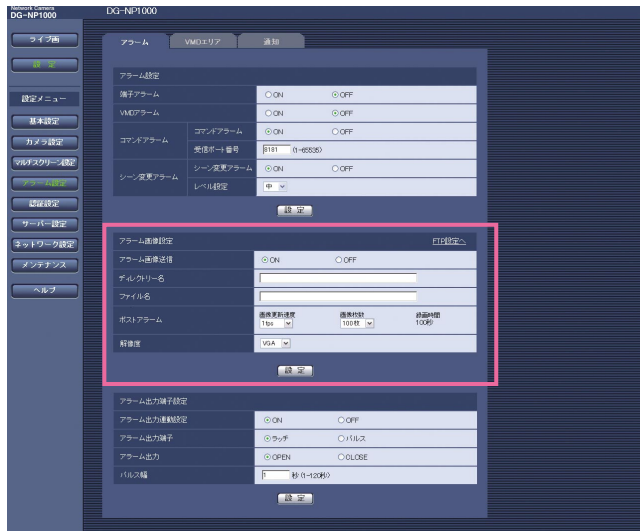 Network Camera
DG-NP1000
DG-NP1000
ライブ画
設定
設定メニュー
基本設定
カメラ設定
マルチスクリーン設定
アラーム設定
認証設定
サーバー設定
ネットワーク設定
メンテナンス
ヘルプ
アラーム VMDエリア 通知
アラーム設定
端子アラーム ON OFF
VMDアラーム ON OFF
コマンドアラーム コマンドアラーム ON OFF
受信ポート番号 8181 (1-65535)
シーン変更アラーム シーン変更アラーム ON OFF
レベル設定 中
設定
アラーム画像設定 FTP設定へ
アラーム画像送信 ON OFF
ディレクトリー名
ファイル名
ポストアラーム 画像更新速度 画像枚数 録画時間
1fps 100枚 100秒
解像度 VGA
設定
アラーム出力端子設定
アラーム出力連動設定 ON OFF
アラーム出力端子 ラッチ パルス
アラーム出力 OPEN CLOSE
パルス幅 1 秒 (1-120秒)
設定